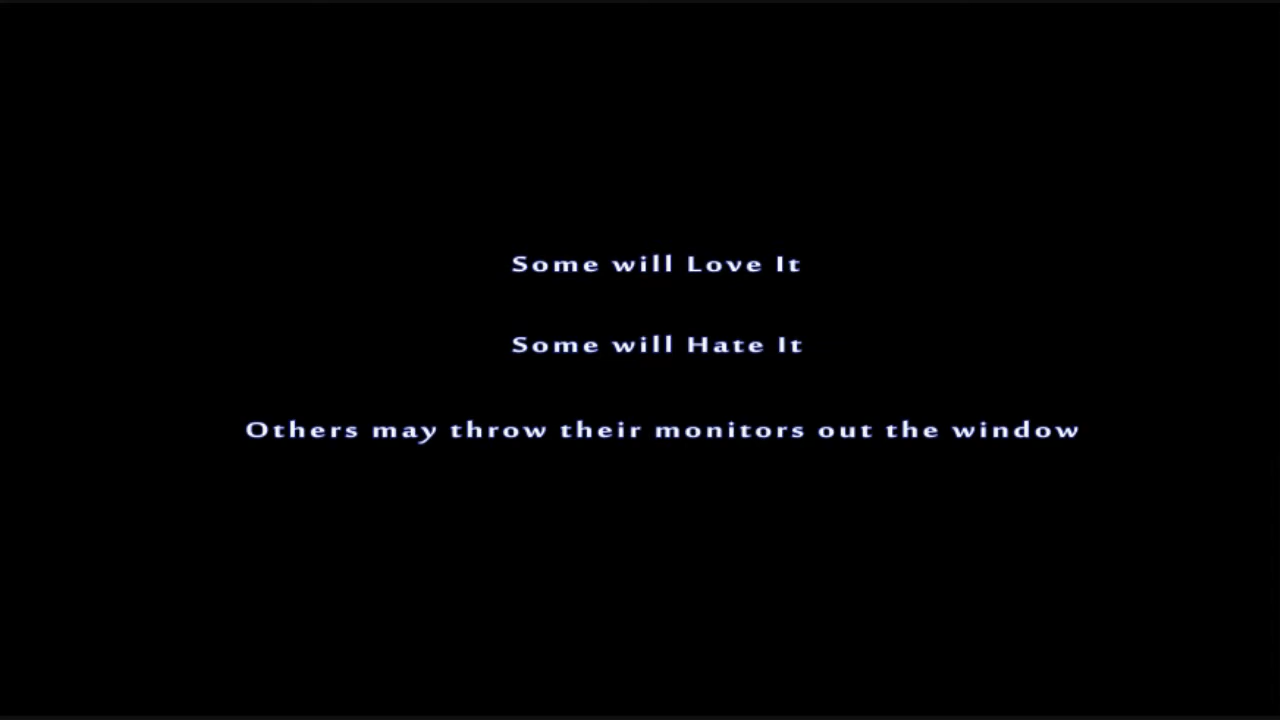 Some will Love It
Some will Hate It
Others may throw their monitors out the window